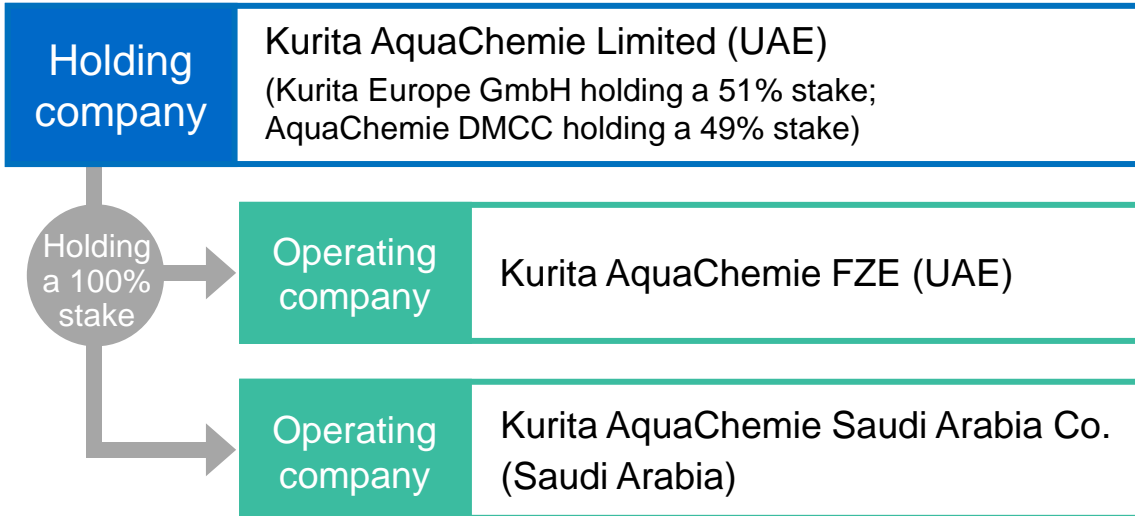 Holding
company
Kurita AquaChemie Limited (UAE)
(Kurita Europe GmbH holding a 51% stake;
AquaChemie DMCC holding a 49% stake)
Holding
a 100%
stake
Operating
company
Kurita AquaChemie FZE (UAE)
Operating
company
Kurita AquaChemie Saudi Arabia Co.
(Saudi Arabia)